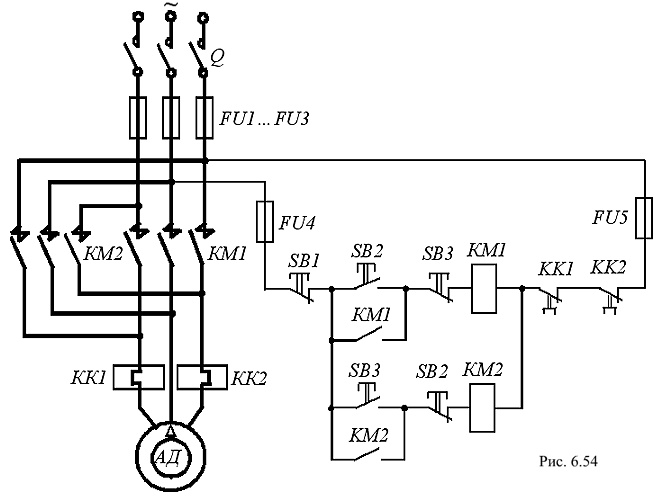 ~
Q
FU1...FU3
FU4
FU5
KM2
KM1
SB1
SB2
SB3
KM1
KK1
KK2
KM1
KK1
KK2
SB3
SB2
KM2
KM2
АД
Рис. 6.54